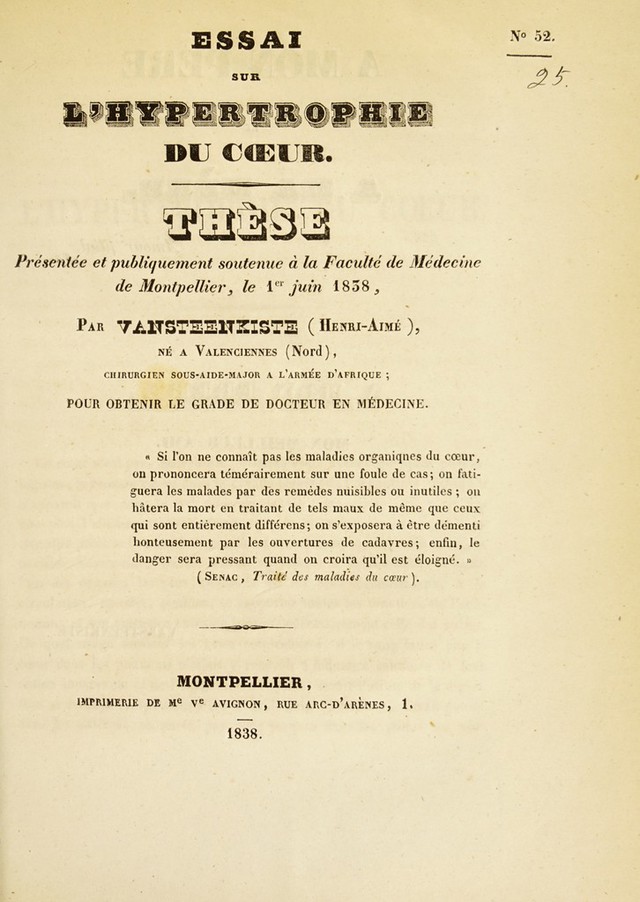 ESSAI
SUR
L'HYPERTROPHIE
DU CŒUR.
N° 52.
25.
THÈSE
Présentée et publiquement soutenue à la Faculté de Médecine
de Montpellier, le 1er juin 1838,
PAR VANSTEENKISTE (HENRI-AIMÉ),
NÉ A VALENCIENNES (NORD),
CHIRURGIEN SOUS-AIDE-MAJOR A L'ARMÉE D'AFRIQUE ;
POUR OBTENIR LE GRADE DE DOCTEUR EN MÉDECINE.
« Si l'on ne connaît pas les maladies organiques du cœur,
on prononcera témérairement sur une foule de cas ; on fati-
guera les malades par des remédes nuisibles ou inutiles ; on
hâtera la mort en traitant de tels maux de même que ceux
qui sont entiérement différens ; on s'exposera à être démenti
honteusement par les ouvertures de cadavres ; enfin, le
danger sera pressant quand on croira qu'il est éloigné. »
(SENAC, Traité des maladies du cœur).
MONTPELLIER,
IMPRIMERIE DE Me Ve AVIGNON, RUE ARC-D'ARÈNES, 1.
1838.